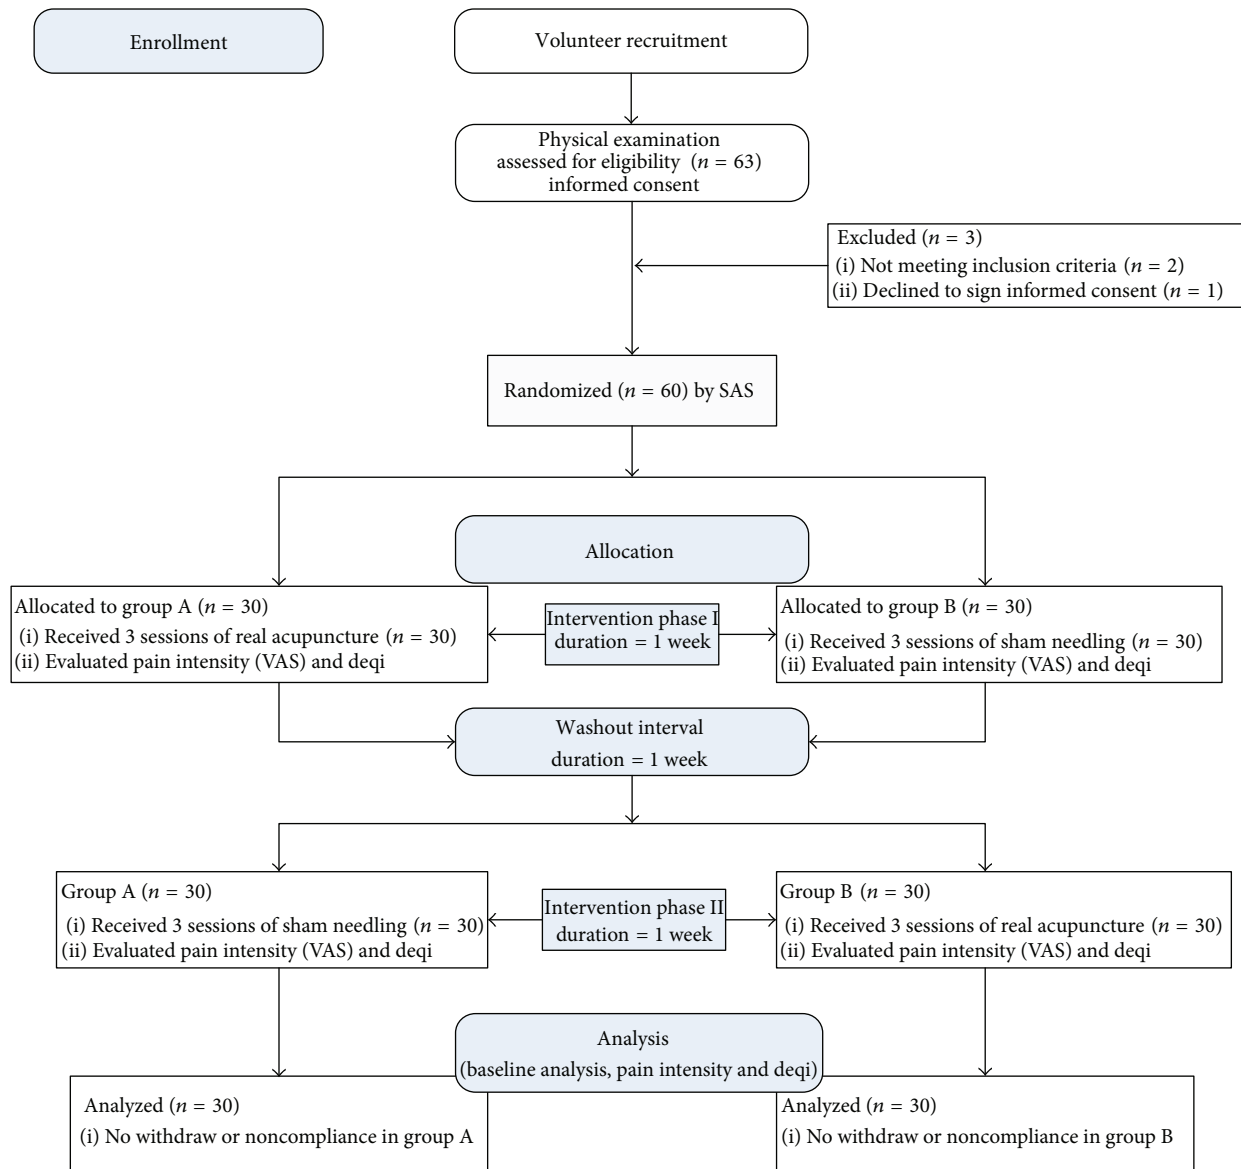 Enrollment
Volunteer recruitment
Physical examination
assessed for eligibility (n = 63)
informed consent
Excluded (n = 3)
(i) Not meeting inclusion criteria (n = 2)
(ii) Declined to sign informed consent (n = 1)
Randomized (n = 60) by SAS
Allocation
Allocated to group A (n = 30)
(i) Received 3 sessions of real acupuncture (n = 30)
(ii) Evaluated pain intensity (VAS) and deqi
Intervention phase I
duration = 1 week
Allocated to group B (n = 30)
(i) Received 3 sessions of sham needling (n = 30)
(ii) Evaluated pain intensity (VAS) and deqi
Washout interval
duration = 1 week
Group A (n = 30)
(i) Received 3 sessions of sham needling (n = 30)
(ii) Evaluated pain intensity (VAS) and deqi
Intervention phase II
duration = 1 week
Group B (n = 30)
(i) Received 3 sessions of real acupuncture (n = 30)
(ii) Evaluated pain intensity (VAS) and deqi
Analysis
(baseline analysis, pain intensity and deqi)
Analyzed (n = 30)
(i) No withdraw or noncompliance in group A
Analyzed (n = 30)
(i) No withdraw or noncompliance in group B